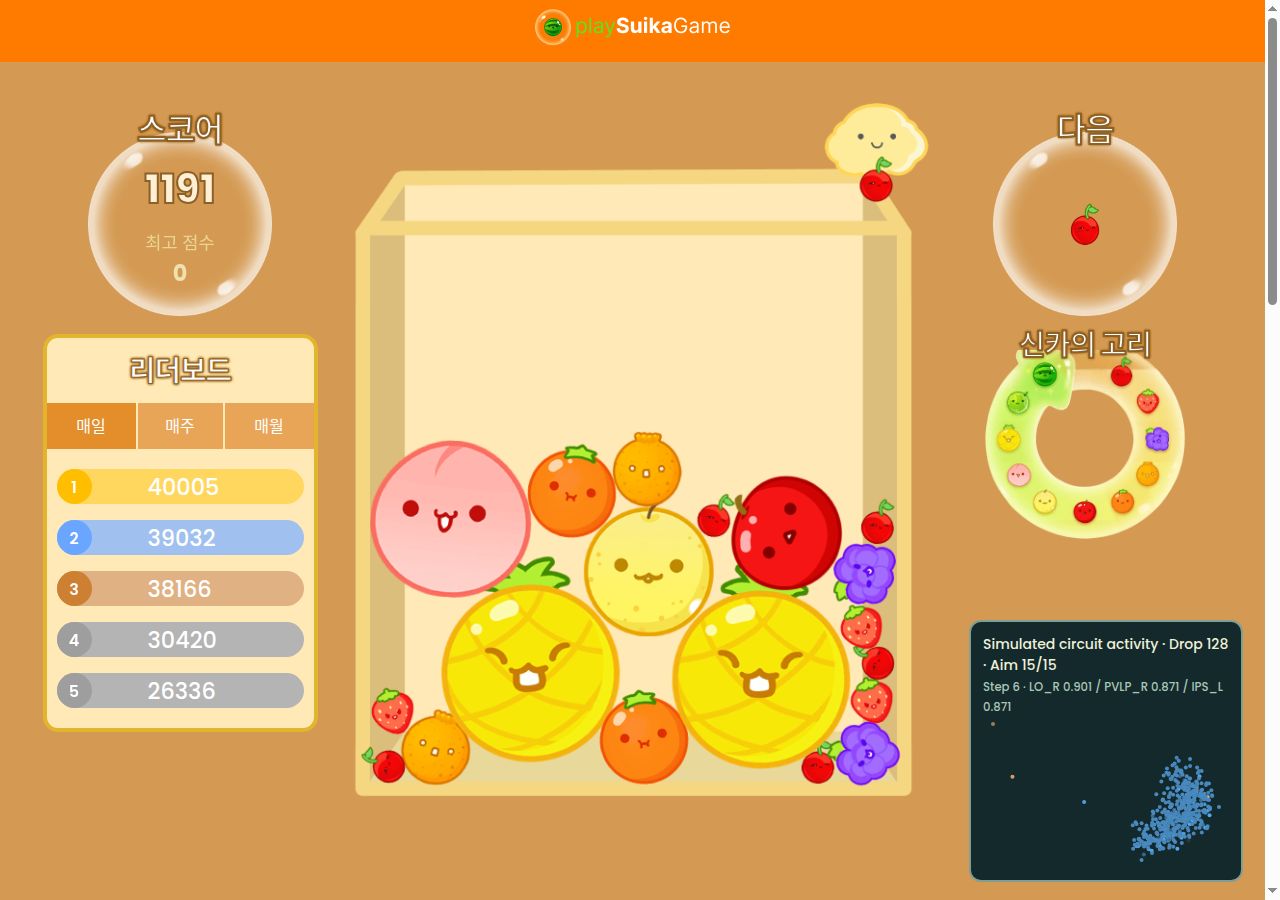 playSuikaGame
스코어
1191
최고 점수
0
리더보드
매일 매주 매월
1 40005
2 39032
3 38166
4 30420
5 26336
다음
신카의 고리
Simulated circuit activity · Drop 128
· Aim 15/15
Step 6 · LO_R 0.901 / PVLP_R 0.871 / IPS_L
0.871